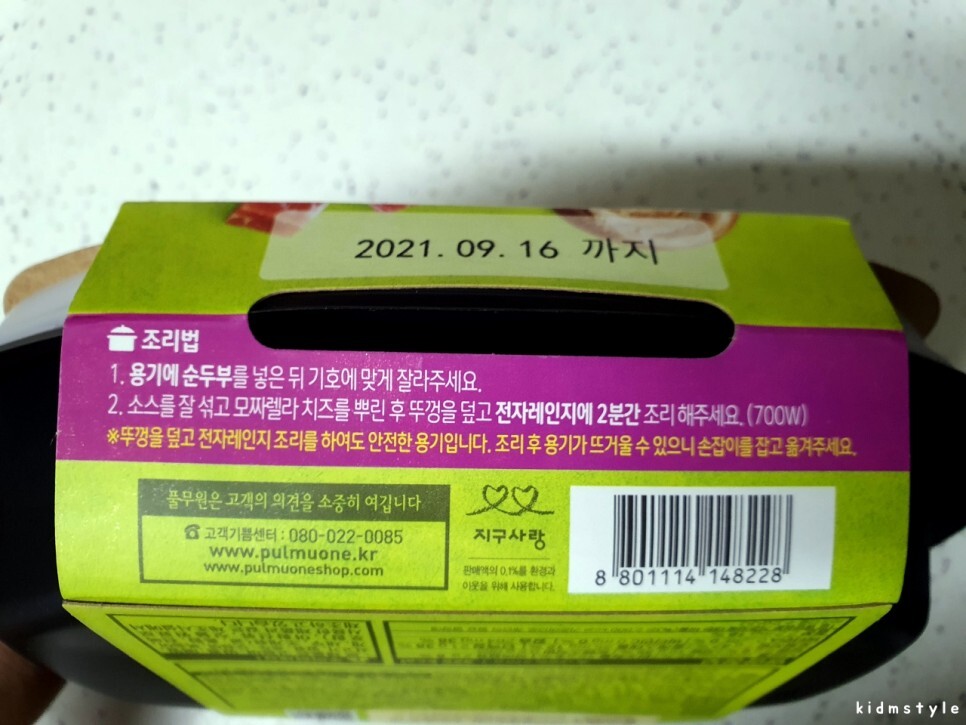 2021.09.16 까지
조리법
1. 용기에 순두부를 넣은 뒤 기호에 맞게 잘라주세요.
2. 소스를 잘 섞고 모짜렐라 치즈를 뿌린 후 뚜껑을 덮고 전자레인지에 2분간 조리 해주세요. (700W)
※뚜껑을 덮고 전자레인지 조리를 하여도 안전한 용기입니다. 조리 후 용기가 뜨거울 수 있으니 손잡이를 잡고 옮겨주세요.
풀무원은 고객의 의견을 소중히 여깁니다
☎ 고객기쁨센터 : 080-022-0085
www.pulmuone.kr
www.pulmuoneshop.com
지구사랑
판매액의 0.1%를 환경과
이웃을 위해 사용합니다.
8 801114 148228
kidmstyle